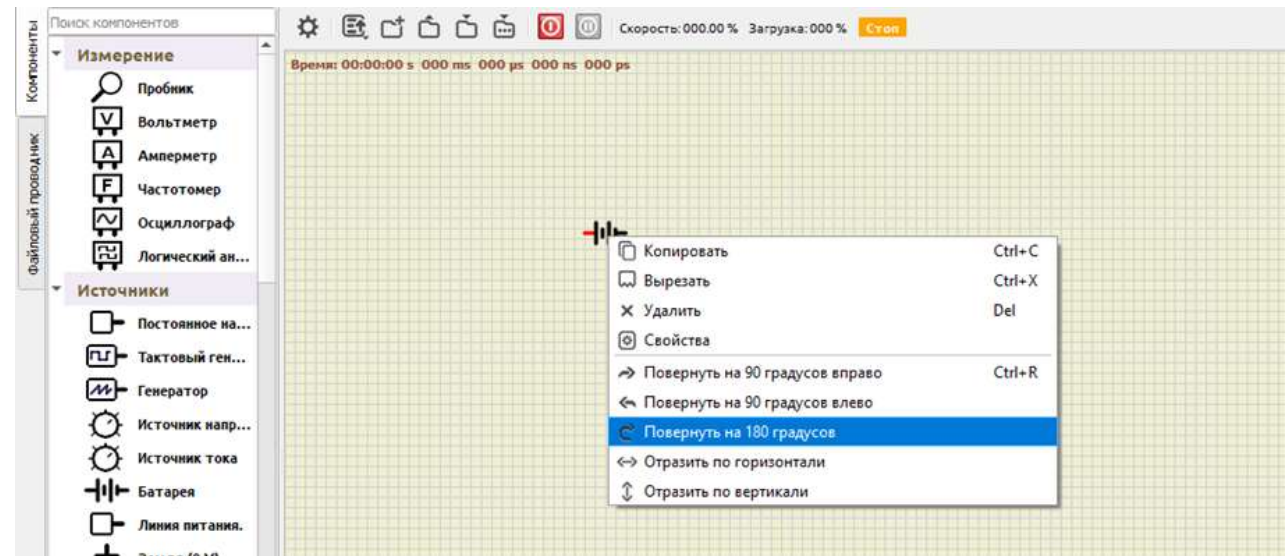 Компоненты
Файловый проводник
Поиск компонентов
Измерение
Пробник
V
Вольтметр
A
Амперметр
F
Частотомер
Осциллограф
Логический ан...
Источники
Постоянное на...
Тактовый ген...
Генератор
Источник напр...
Источник тока
Батарея
Линия питания.
Скорость: 000.00 % Загрузка: 000 % Стоп
Время: 00:00:00 s 000 ms 000 µs 000 ns 000 ps
Копировать Ctrl+C
Вырезать Ctrl+X
Удалить Del
Свойства
Повернуть на 90 градусов вправо Ctrl+R
Повернуть на 90 градусов влево
Повернуть на 180 градусов
Отразить по горизонтали
Отразить по вертикали